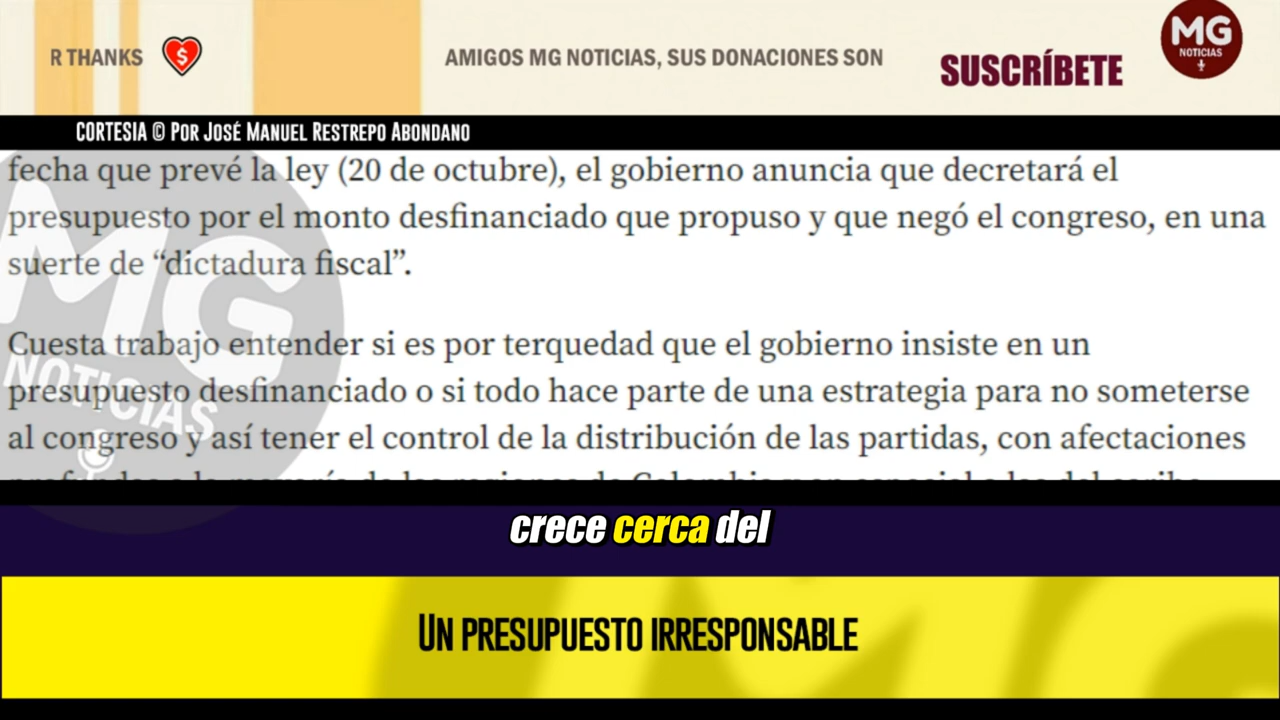 R THANKS
AMIGOS MG NOTICIAS, SUS DONACIONES SON
SUSCRÍBETE
MG
NOTICIAS
CORTESIA © POR JOSÉ MANUEL RESTREPO ABONDANO
fecha que prevé la ley (20 de octubre), el gobierno anuncia que decretará el
presupuesto por el monto desfinanciado que propuso y que negó el congreso, en una
suerte de “dictadura fiscal”.
Cuesta trabajo entender si es por terquedad que el gobierno insiste en un
presupuesto desfinanciado o si todo hace parte de una estrategia para no someterse
al congreso y así tener el control de la distribución de las partidas, con afectaciones
MG
NOTICIAS
crece cerca del
UN PRESUPUESTO IRRESPONSABLE